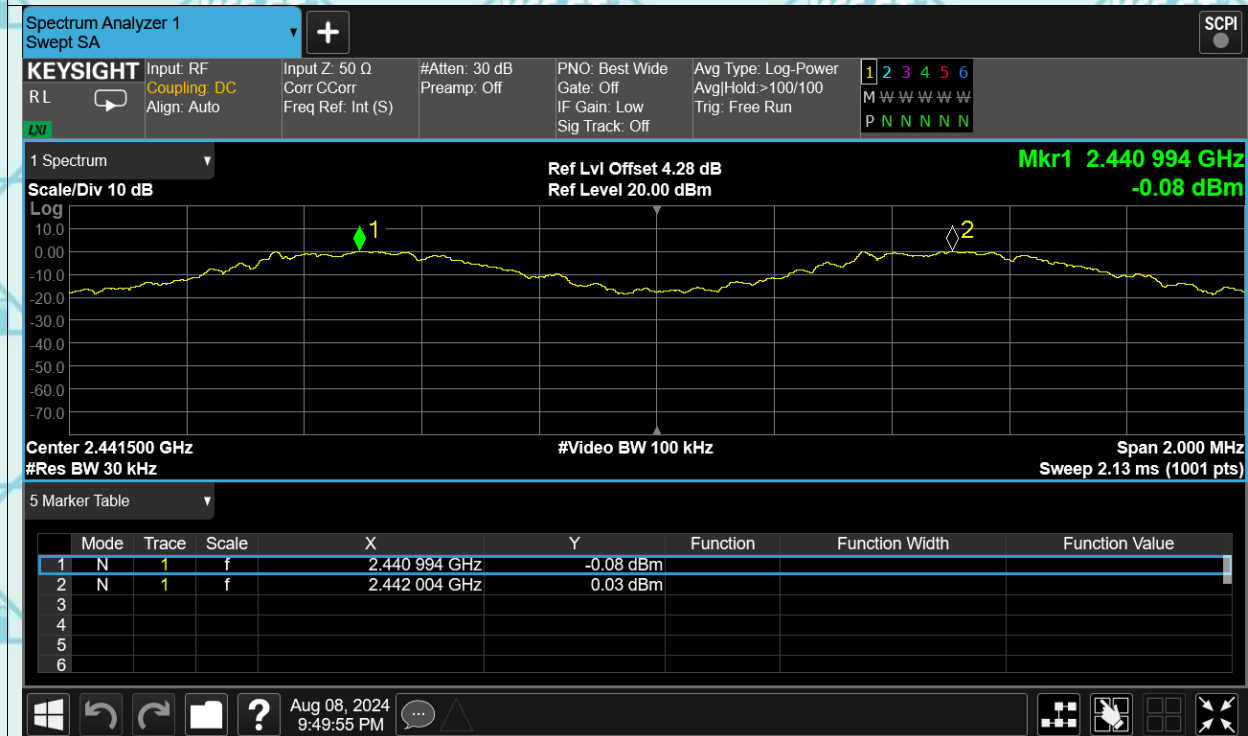 Spectrum Analyzer 1
Swept SA
+
SCPI
KEYSIGHT
RL
LXI
Input: RF
Coupling: DC
Align: Auto
Input Z: 50 Ω
Corr CCorr
Freq Ref: Int (S)
#Atten: 30 dB
Preamp: Off
PNO: Best Wide
Gate: Off
IF Gain: Low
Sig Track: Off
Avg Type: Log-Power
Avg|Hold:>100/100
Trig: Free Run
1 2 3 4 5 6
M W W W W W
P N N N N N
1 Spectrum
Scale/Div 10 dB
Ref Lvl Offset 4.28 dB
Ref Level 20.00 dBm
Mkr1 2.440 994 GHz
-0.08 dBm
Log
10.0
0.00
-10.0
-20.0
-30.0
-40.0
-50.0
-60.0
-70.0
1
2
Center 2.441500 GHz
#Video BW 100 kHz
Span 2.000 MHz
#Res BW 30 kHz
Sweep 2.13 ms (1001 pts)
5 Marker Table
Mode Trace Scale X Y Function Function Width Function Value
1 N 1 f 2.440 994 GHz -0.08 dBm
2 N 1 f 2.442 004 GHz 0.03 dBm
3
4
5
6
?
Aug 08, 2024
9:49:55 PM